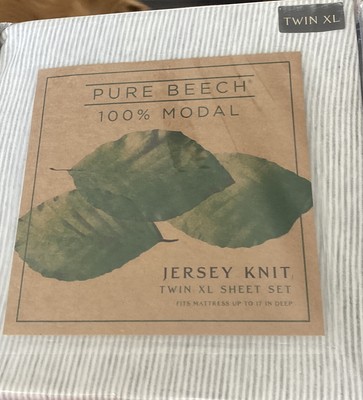 TWIN XL
PURE BEECH®
100% MODAL
JERSEY KNIT
TWIN XL SHEET SET
FITS MATTRESS UP TO 17 IN DEEP